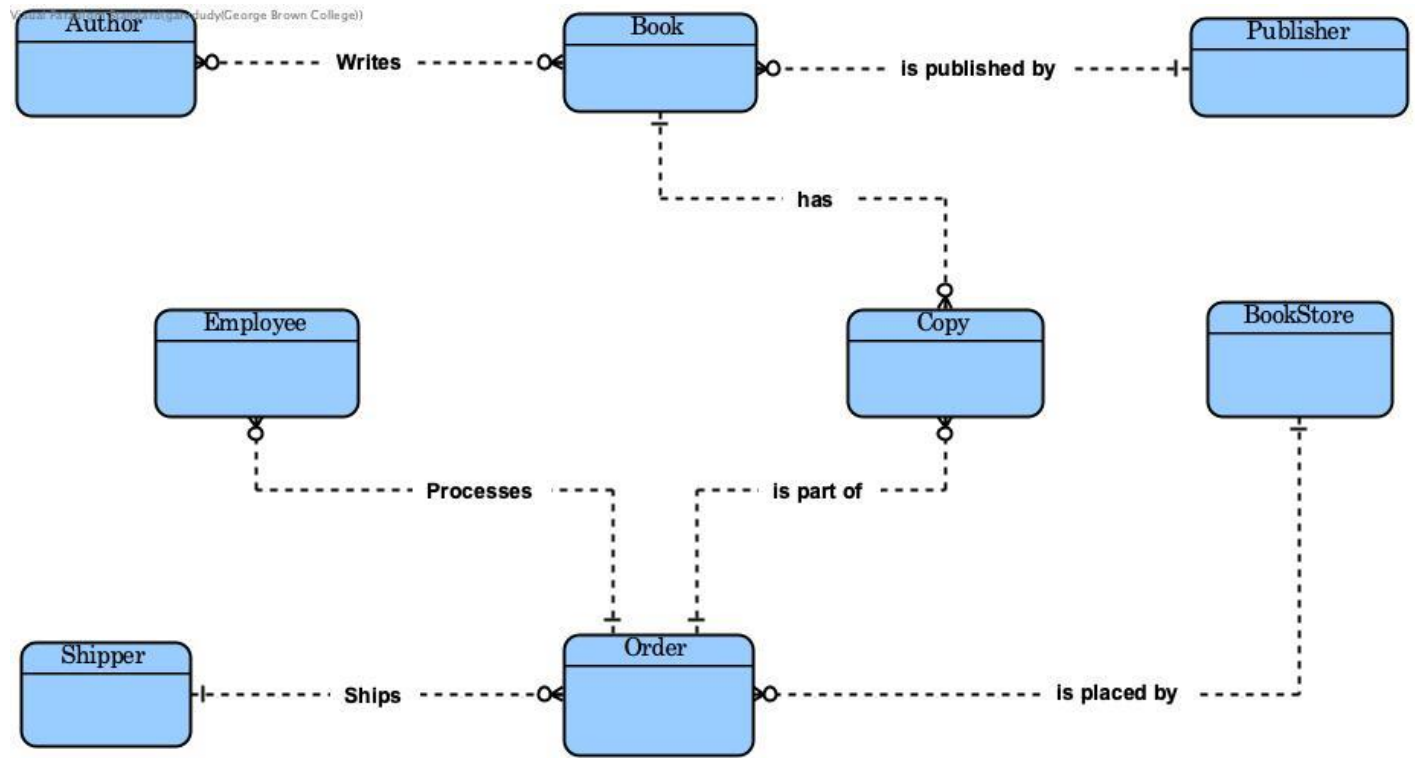 Author
Book
Publisher
Writes
is published by
has
Employee
Copy
BookStore
Processes
is part of
Shipper
Order
Ships
is placed by